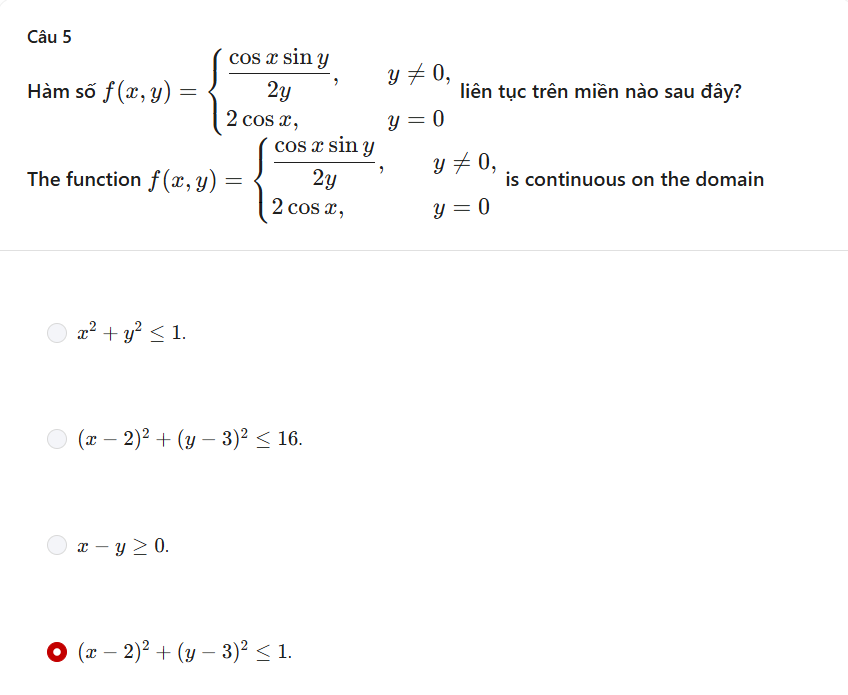 Câu 5
Hàm số $f(x, y) = \begin{cases} \dfrac{\cos x \sin y}{2y}, & y \neq 0, \\ 2\cos x, & y = 0 \end{cases}$ liên tục trên miền nào sau đây?
The function $f(x, y) = \begin{cases} \dfrac{\cos x \sin y}{2y}, & y \neq 0, \\ 2\cos x, & y = 0 \end{cases}$ is continuous on the domain
$x^2 + y^2 \leq 1.$
$(x - 2)^2 + (y - 3)^2 \leq 16.$
$x - y \geq 0.$
$(x - 2)^2 + (y - 3)^2 \leq 1.$